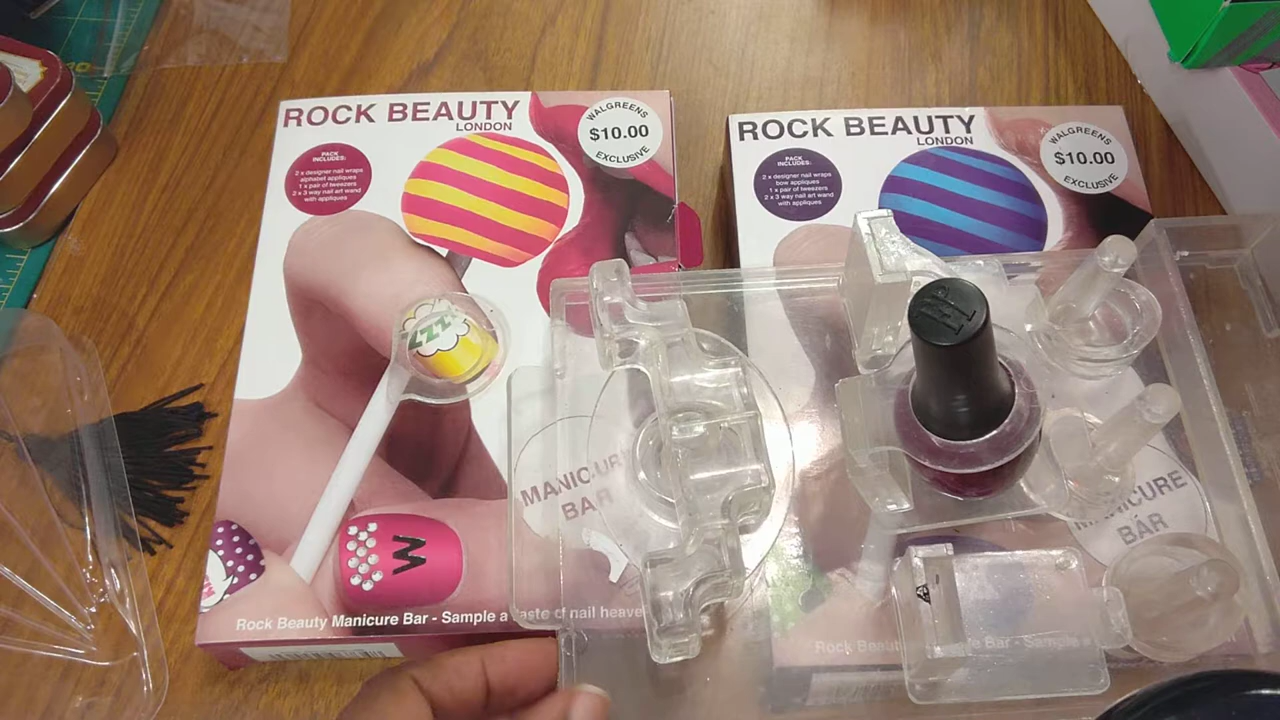 ROCK BEAUTY
LONDON
WALGREENS
$10.00
EXCLUSIVE
PACK
INCLUDES:
2 x designer nail wraps
alphabet appliques
1 x pair of tweezers
2 x 3 way nail art wand
with appliques
ZZZ
W
MANICURE
BAR
Rock Beauty Manicure Bar - Sample a taste of nail heave
ROCK BEAUTY
LONDON
WALGREENS
$10.00
EXCLUSIVE
PACK
INCLUDES:
2 x designer nail wraps
bow appliques
1 x pair of tweezers
2 x 3 way nail art wand
with appliques
MANICURE
BAR
Rock Beau Bar - Sample a